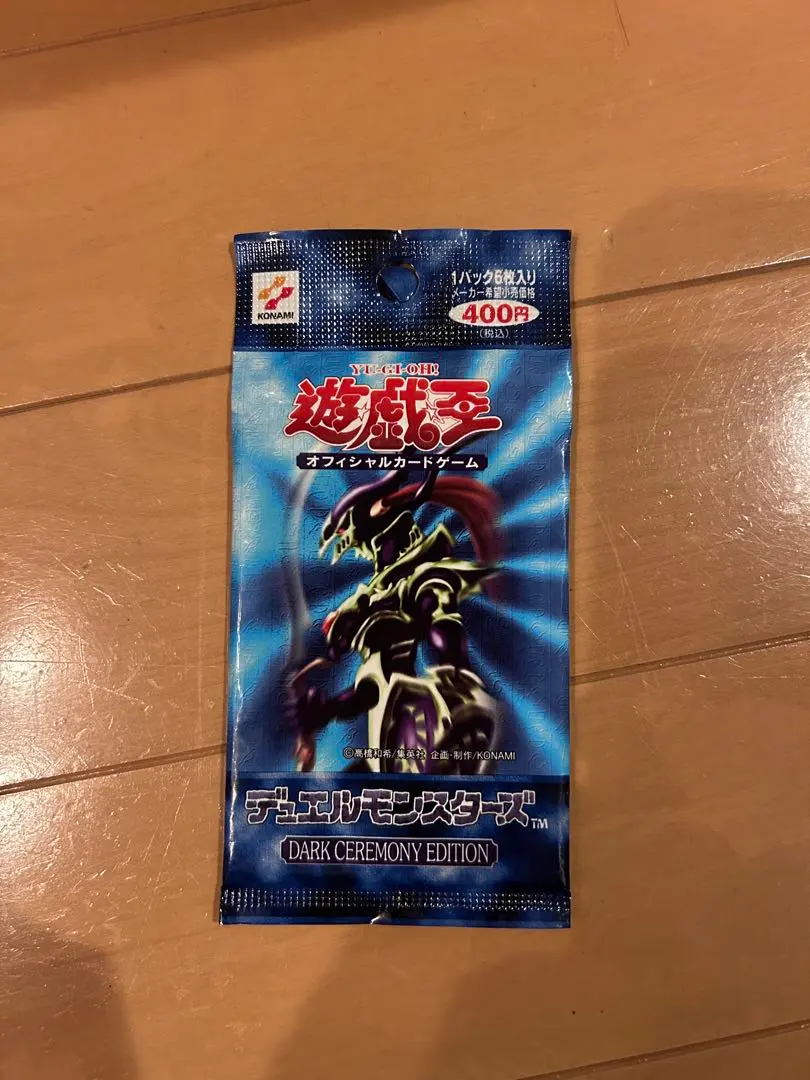 KONAMI
1パック6枚入り
メーカー希望小売価格
400円
(税込)
YU-GI-OH!
遊戯王
オフィシャルカードゲーム
©高橋和希/集英社 企画・制作/KONAMI
デュエルモンスターズ™
DARK CEREMONY EDITION